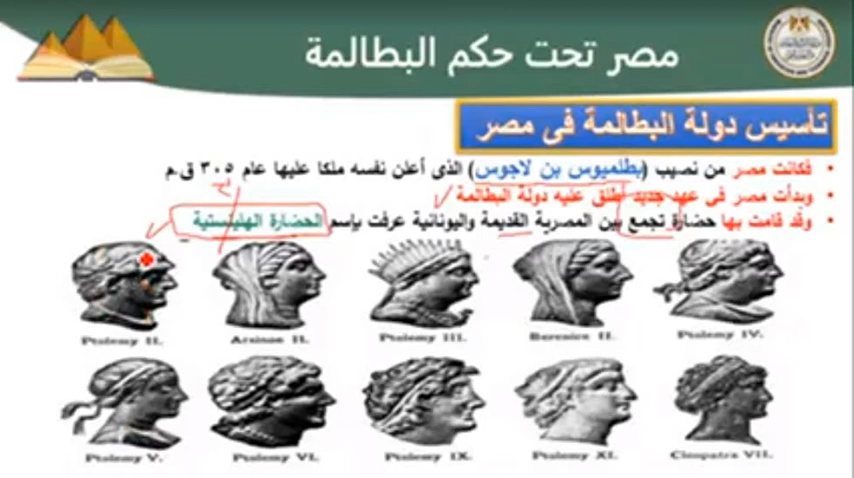 مصر تحت حكم البطالمة
تأسيس دولة البطالمة فى مصر
• فكانت مصر من نصيب (بطلميوس بن لاجوس) الذى أعلن نفسه ملكا عليها عام ٣٠٥ ق.م
• وبدأت مصر فى عهد جديد أطلق عليه دولة البطالمة
• وقد قامت بها حضارة تجمع بين المصرية القديمة واليونانية عرفت بإسم الحضارة الهلينستية
Ptolemy II. Arsinoe II. Ptolemy III. Berenice II. Ptolemy IV.
Ptolemy V. Ptolemy VI. Ptolemy IX. Ptolemy XI. Cleopatra VII.